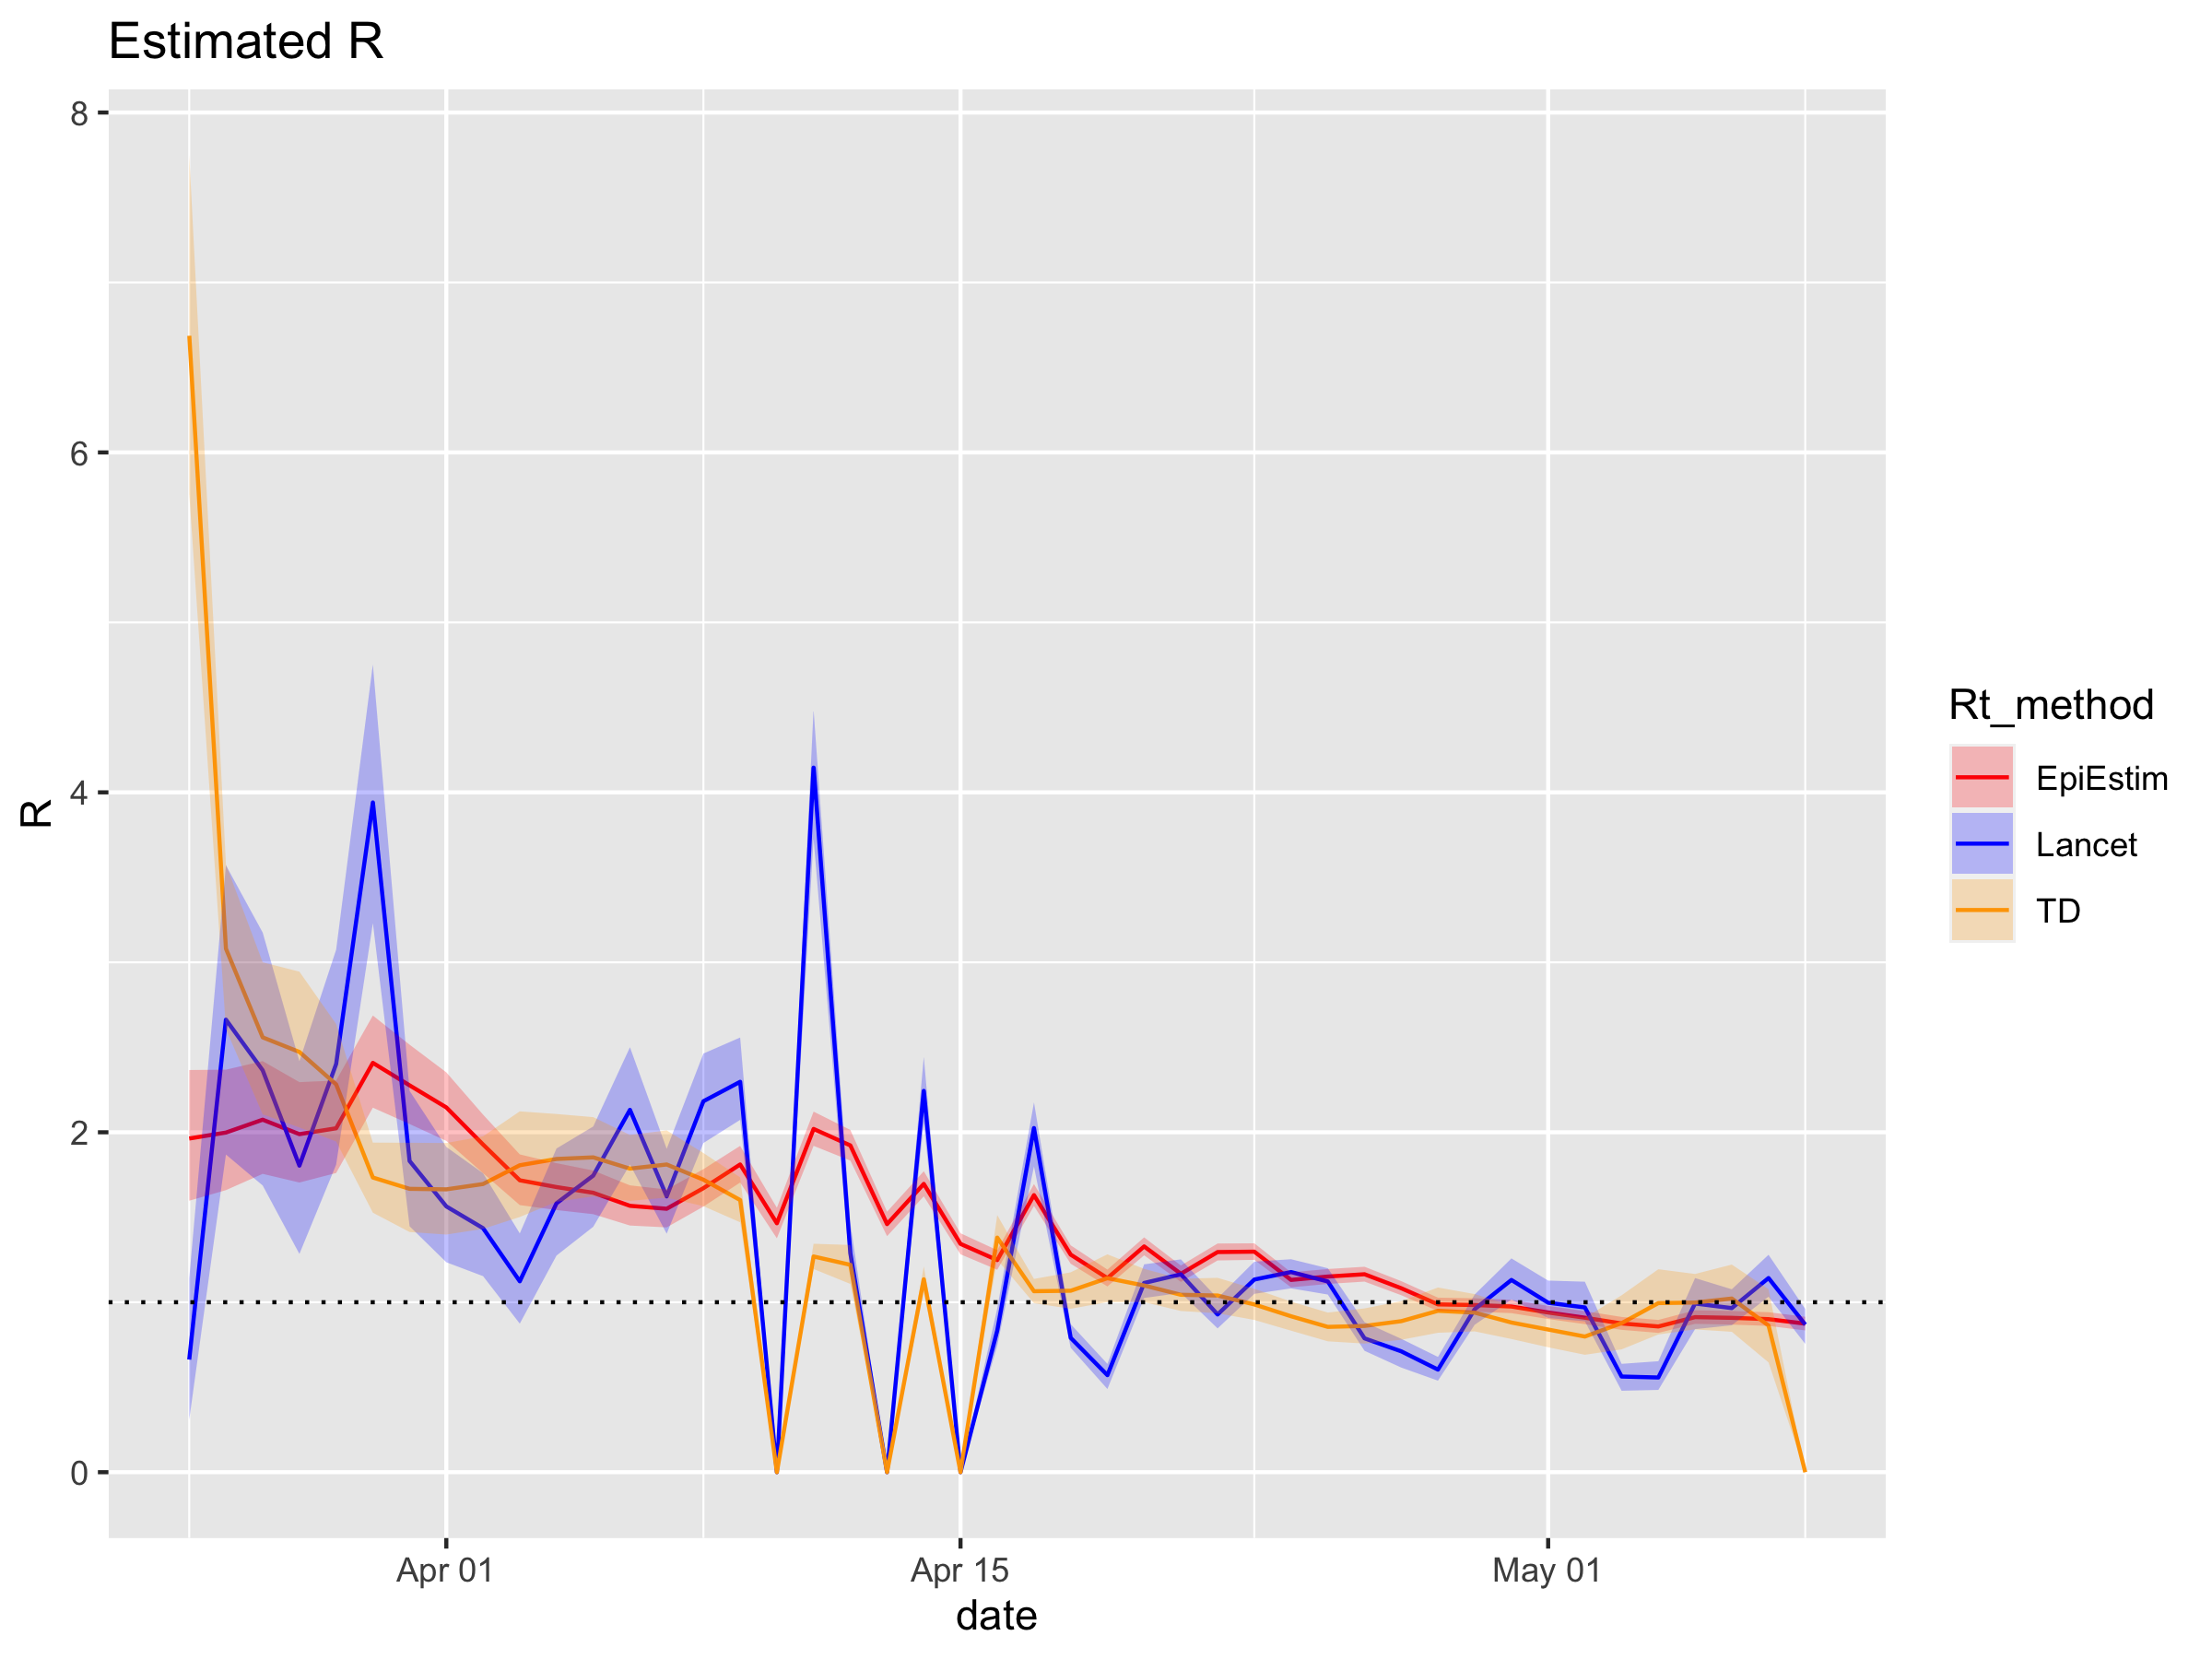 Estimated R
8
6
4
2
0
R
Apr 01
Apr 15
May 01
date
Rt_method
EpiEstim
Lancet
TD